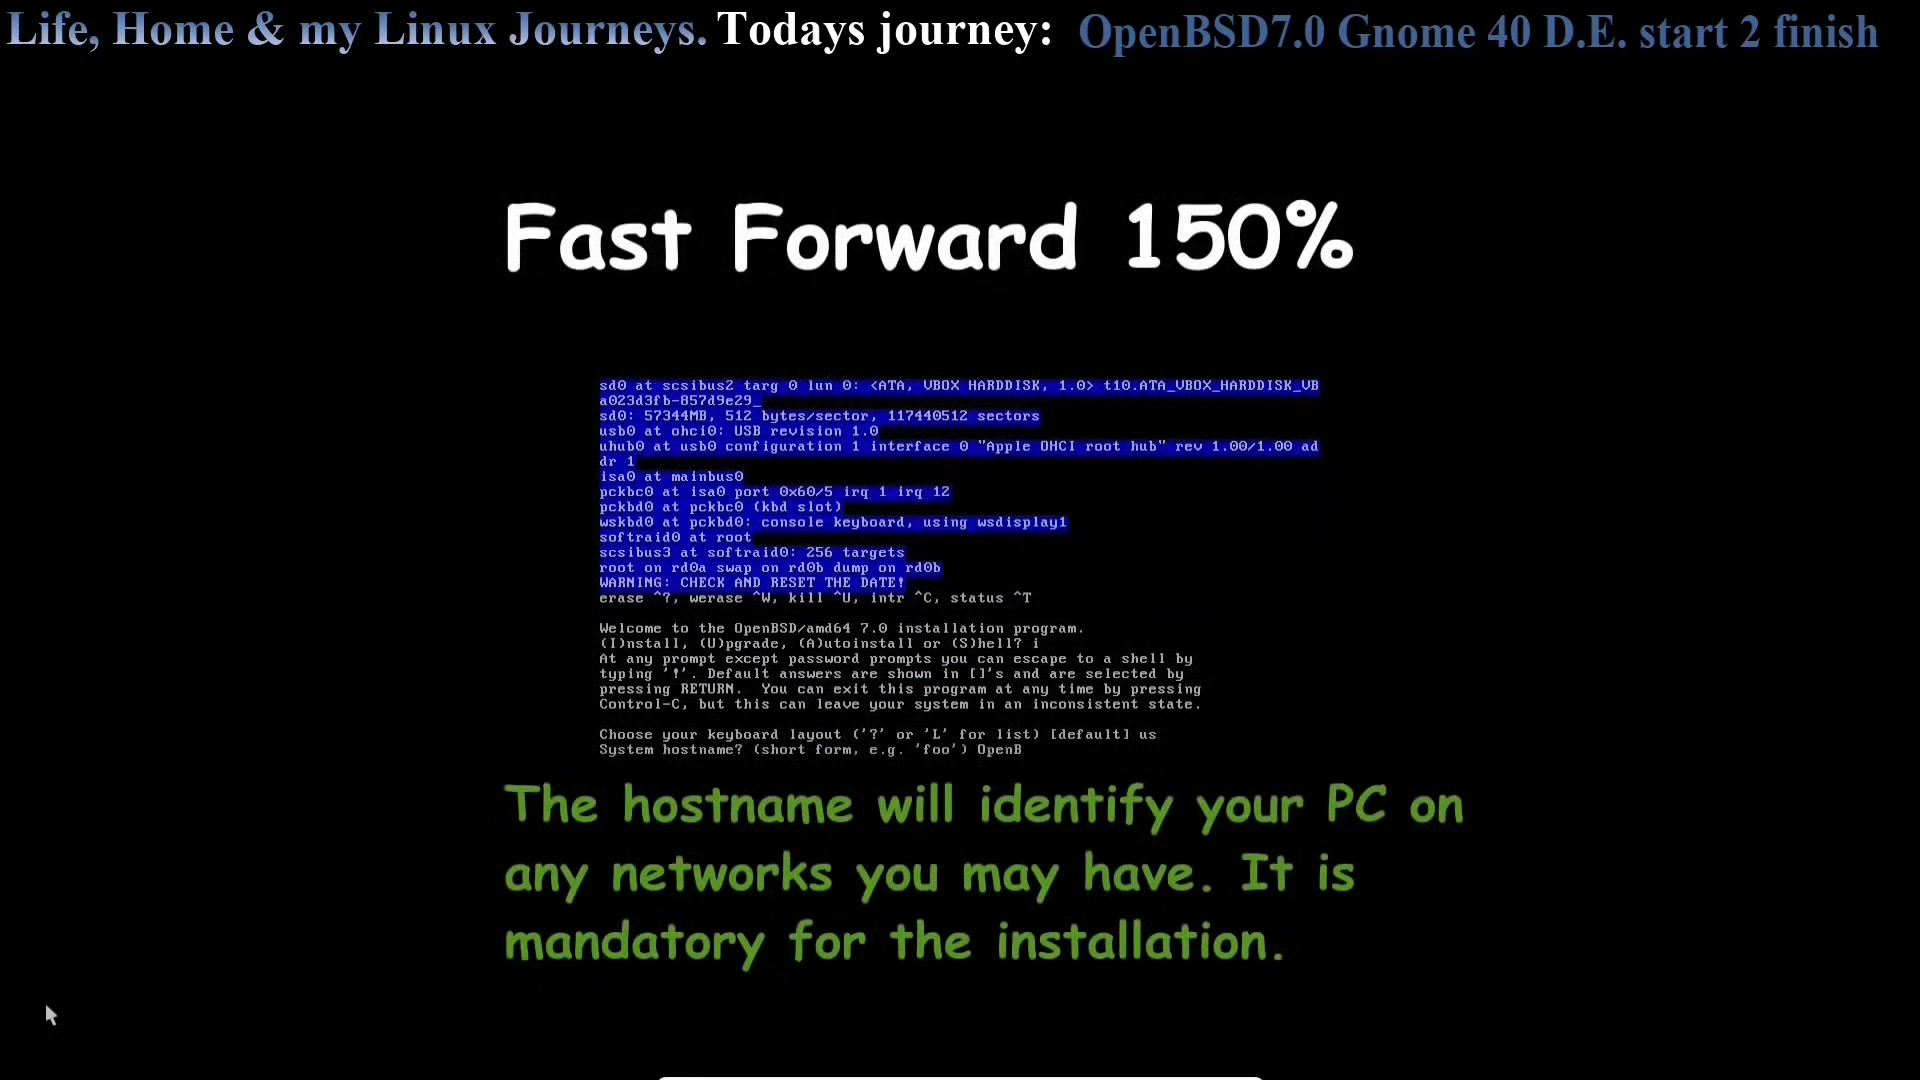 Life, Home & my Linux Journeys. Todays journey: OpenBSD7.0 Gnome 40 D.E. start 2 finish
Fast Forward 150%
sd0 at scsibus2 targ 0 lun 0: <ATA, VBOX HARDDISK, 1.0> t10.ATA_VBOX_HARDDISK_VB
a023d3fb-857d9e29_
sd0: 57344MB, 512 bytes/sector, 117440512 sectors
usb0 at ohci0: USB revision 1.0
uhub0 at usb0 configuration 1 interface 0 "Apple OHCI root hub" rev 1.00/1.00 ad
dr 1
isa0 at mainbus0
pckbc0 at isa0 port 0x60/5 irq 1 irq 12
pckbd0 at pckbc0 (kbd slot)
wskbd0 at pckbd0: console keyboard, using wsdisplay1
softraid0 at root
scsibus3 at softraid0: 256 targets
root on rd0a swap on rd0b dump on rd0b
WARNING: CHECK AND RESET THE DATE!
erase ^?, werase ^W, kill ^U, intr ^C, status ^T
Welcome to the OpenBSD/amd64 7.0 installation program.
(I)nstall, (U)pgrade, (A)utoinstall or (S)hell? i
At any prompt except password prompts you can escape to a shell by
typing '!'. Default answers are shown in []'s and are selected by
pressing RETURN.  You can exit this program at any time by pressing
Control-C, but this can leave your system in an inconsistent state.
Choose your keyboard layout ('?' or 'L' for list) [default] us
System hostname? (short form, e.g. 'foo') OpenB
The hostname will identify your PC on
any networks you may have. It is
mandatory for the installation.